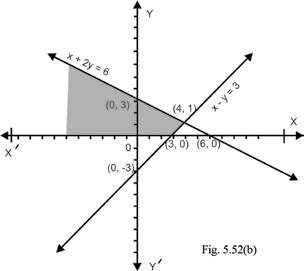 Y
x + 2y = 6
x - y = 3
(0, 3)
(4, 1)
X′
X
0
(3, 0)
(6, 0)
(0, -3)
Y′
Fig. 5.52(b)